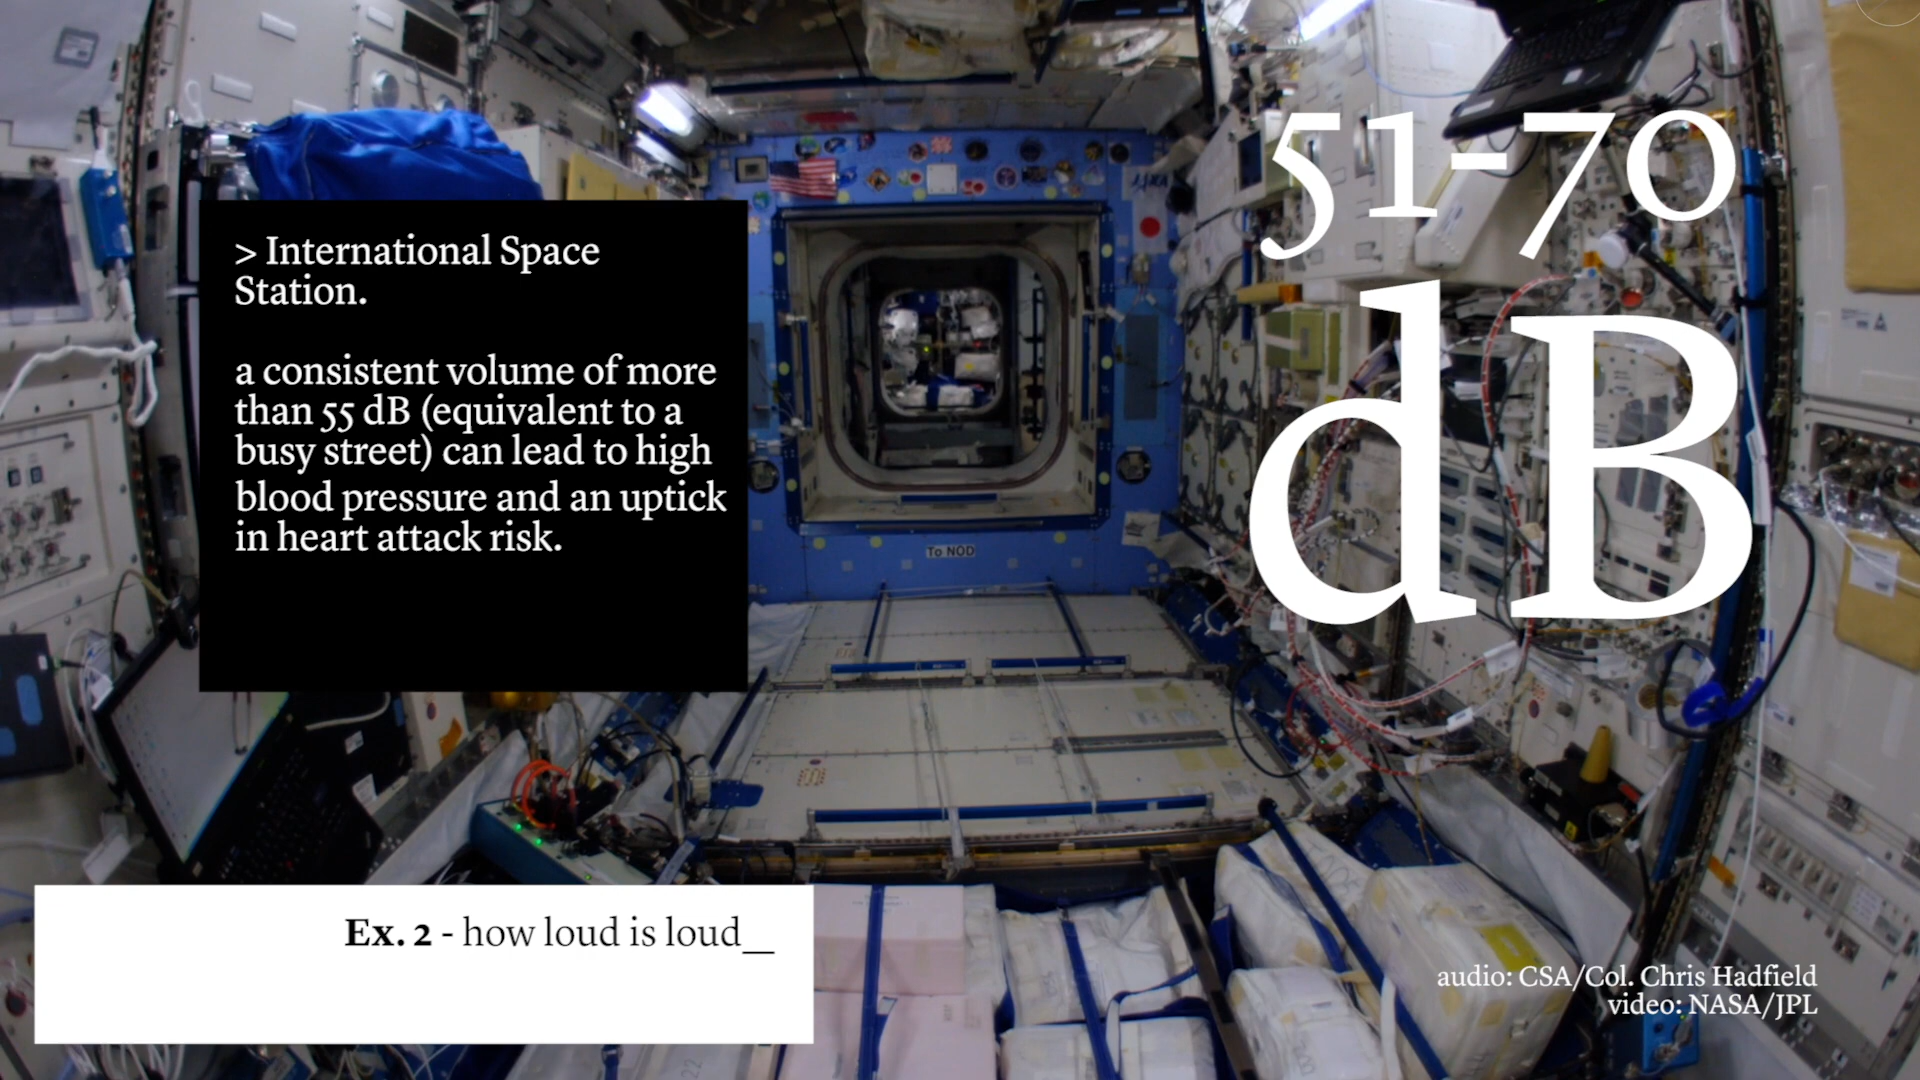 > International Space
Station.
a consistent volume of more
than 55 dB (equivalent to a
busy street) can lead to high
blood pressure and an uptick
in heart attack risk.
51-70
dB
To NOD
Ex. 2 - how loud is loud_
audio: CSA/Col. Chris Hadfield
video: NASA/JPL